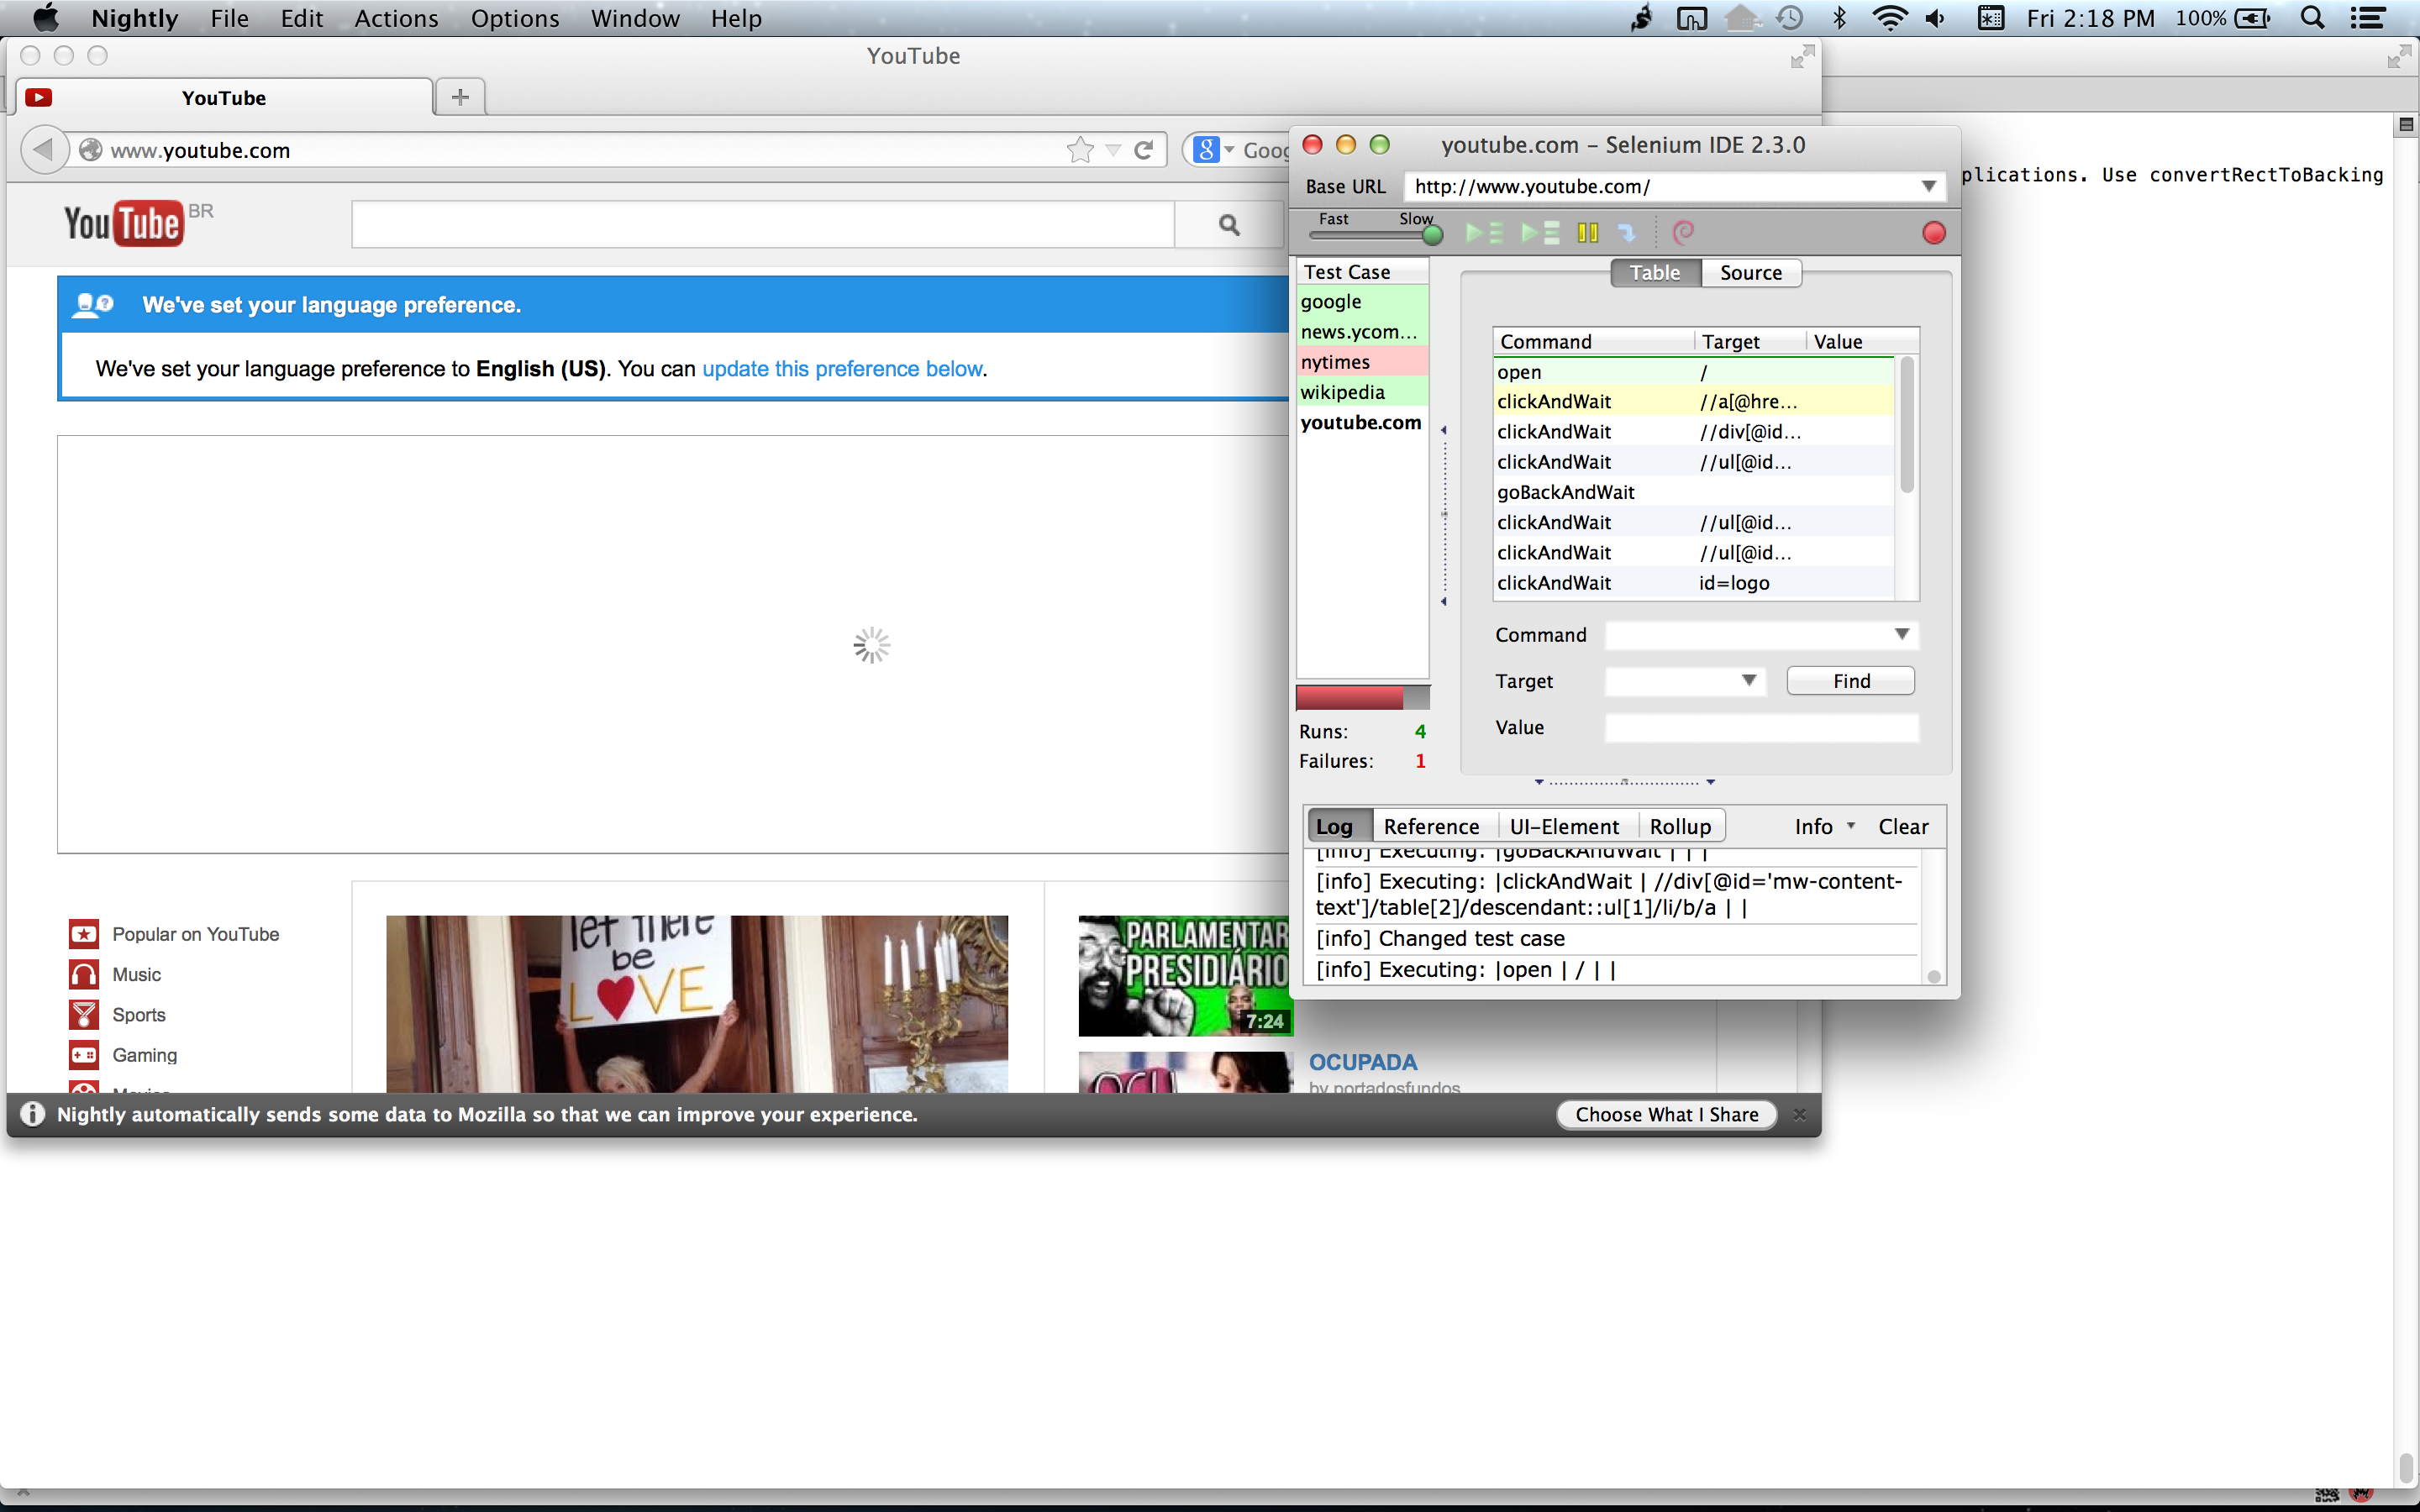 Nightly File Edit Actions Options Window Help Fri 2:18 PM 100%
YouTube
YouTube
www.youtube.com
8 Goog
YouTube BR
We've set your language preference.
We've set your language preference to English (US). You can update this preference below.
Popular on YouTube
Music
Sports
Gaming
let there
be
LOVE
PARLAMENTAR
PRESIDIÁRIO
7:24
OCU
OCUPADA
by portadosfundos
Nightly automatically sends some data to Mozilla so that we can improve your experience.
Choose What I Share
youtube.com - Selenium IDE 2.3.0
Base URL http://www.youtube.com/
Fast Slow
Test Case
google
news.ycom...
nytimes
wikipedia
youtube.com
Runs: 4
Failures: 1
Table Source
Command Target Value
open /
clickAndWait //a[@hre...
clickAndWait //div[@id...
clickAndWait //ul[@id...
goBackAndWait
clickAndWait //ul[@id...
clickAndWait //ul[@id...
clickAndWait id=logo
Command
Target Find
Value
Log Reference UI-Element Rollup Info Clear
[info] Executing: |goBackAndWait | | |
[info] Executing: |clickAndWait | //div[@id='mw-content-
text']/table[2]/descendant::ul[1]/li/b/a | |
[info] Changed test case
[info] Executing: |open | / | |
plications. Use convertRectToBacking